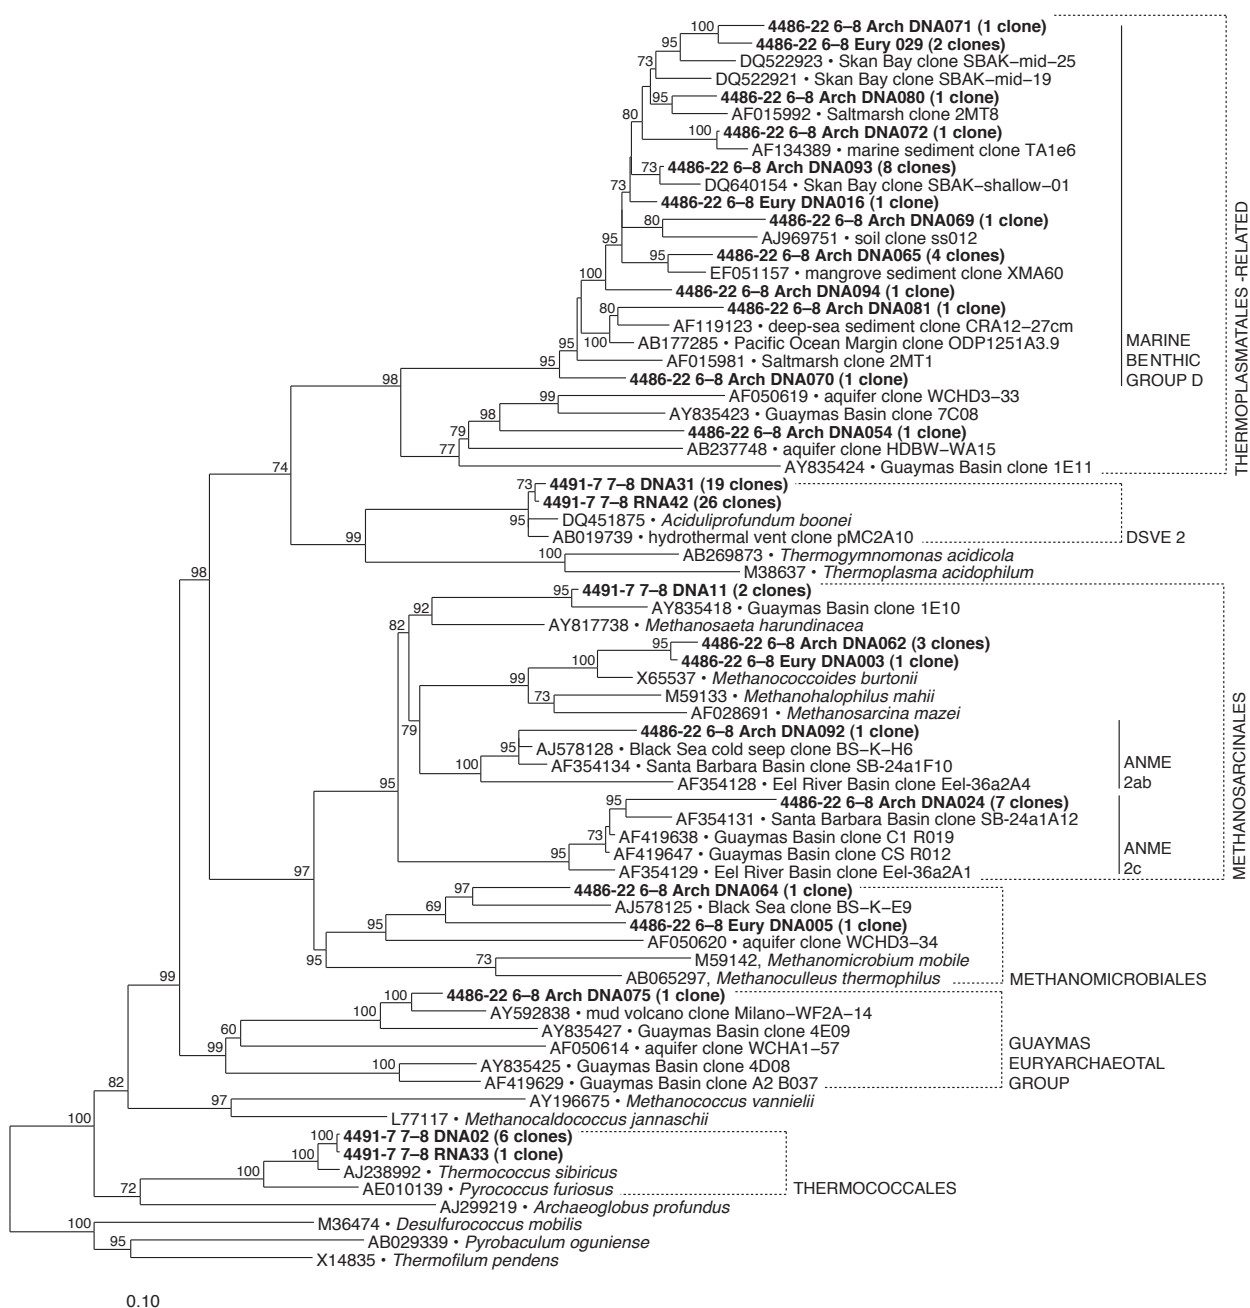 100
4486-22 6–8 Arch DNA071 (1 clone)
95
4486-22 6–8 Eury 029 (2 clones)
73
DQ522923 • Skan Bay clone SBAK−mid−25
DQ522921 • Skan Bay clone SBAK−mid−19
95
4486-22 6–8 Arch DNA080 (1 clone)
80
AF015992 • Saltmarsh clone 2MT8
100
4486-22 6–8 Arch DNA072 (1 clone)
AF134389 • marine sediment clone TA1e6
73
4486-22 6–8 Arch DNA093 (8 clones)
73
DQ640154 • Skan Bay clone SBAK−shallow−01
4486-22 6–8 Eury DNA016 (1 clone)
80
4486-22 6–8 Arch DNA069 (1 clone)
95
AJ969751 • soil clone ss012
95
4486-22 6–8 Arch DNA065 (4 clones)
100
EF051157 • mangrove sediment clone XMA60
4486-22 6–8 Arch DNA094 (1 clone)
80
4486-22 6–8 Arch DNA081 (1 clone)
AF119123 • deep-sea sediment clone CRA12−27cm
95
100
AB177285 • Pacific Ocean Margin clone ODP1251A3.9
95
AF015981 • Saltmarsh clone 2MT1
98
4486-22 6–8 Arch DNA070 (1 clone)
MARINE
BENTHIC
GROUP D
99
AF050619 • aquifer clone WCHD3−33
98
AY835423 • Guaymas Basin clone 7C08
79
4486-22 6–8 Arch DNA054 (1 clone)
77
AB237748 • aquifer clone HDBW−WA15
74
AY835424 • Guaymas Basin clone 1E11
THERMOPLASMATALES -RELATED
73
4491-7 7–8 DNA31 (19 clones)
4491-7 7–8 RNA42 (26 clones)
95
DQ451875 • Aciduliprofundum boonei
99
AB019739 • hydrothermal vent clone pMC2A10
DSVE 2
100
AB269873 • Thermogymnomonas acidicola
98
M38637 • Thermoplasma acidophilum
95
4491-7 7–8 DNA11 (2 clones)
92
AY835418 • Guaymas Basin clone 1E10
82
AY817738 • Methanosaeta harundinacea
95
4486-22 6–8 Arch DNA062 (3 clones)
100
4486-22 6–8 Eury DNA003 (1 clone)
99
X65537 • Methanococcoides burtonii
73
M59133 • Methanohalophilus mahii
AF028691 • Methanosarcina mazei
79
4486-22 6–8 Arch DNA092 (1 clone)
95
AJ578128 • Black Sea cold seep clone BS−K−H6
100
AF354134 • Santa Barbara Basin clone SB-24a1F10
AF354128 • Eel River Basin clone Eel-36a2A4
ANME
2ab
95
95
4486-22 6–8 Arch DNA024 (7 clones)
AF354131 • Santa Barbara Basin clone SB-24a1A12
73
AF419638 • Guaymas Basin clone C1 R019
95
AF419647 • Guaymas Basin clone CS R012
97
AF354129 • Eel River Basin clone Eel-36a2A1
ANME
2c
METHANOSARCINALES
97
4486-22 6–8 Arch DNA064 (1 clone)
69
AJ578125 • Black Sea clone BS−K−E9
95
4486-22 6–8 Eury DNA005 (1 clone)
AF050620 • aquifer clone WCHD3−34
95
73
M59142, Methanomicrobium mobile
99
AB065297, Methanoculleus thermophilus
METHANOMICROBIALES
100
4486-22 6–8 Arch DNA075 (1 clone)
100
AY592838 • mud volcano clone Milano−WF2A−14
60
AY835427 • Guaymas Basin clone 4E09
99
AF050614 • aquifer clone WCHA1−57
100
AY835425 • Guaymas Basin clone 4D08
82
AF419629 • Guaymas Basin clone A2 B037
GUAYMAS
EURYARCHAEOTAL
GROUP
97
AY196675 • Methanococcus vannielii
100
L77117 • Methanocaldococcus jannaschii
100
4491-7 7–8 DNA02 (6 clones)
100
4491-7 7–8 RNA33 (1 clone)
100
AJ238992 • Thermococcus sibiricus
72
AE010139 • Pyrococcus furiosus
THERMOCOCCALES
AJ299219 • Archaeoglobus profundus
100
M36474 • Desulfurococcus mobilis
95
AB029339 • Pyrobaculum oguniense
X14835 • Thermofilum pendens
0.10